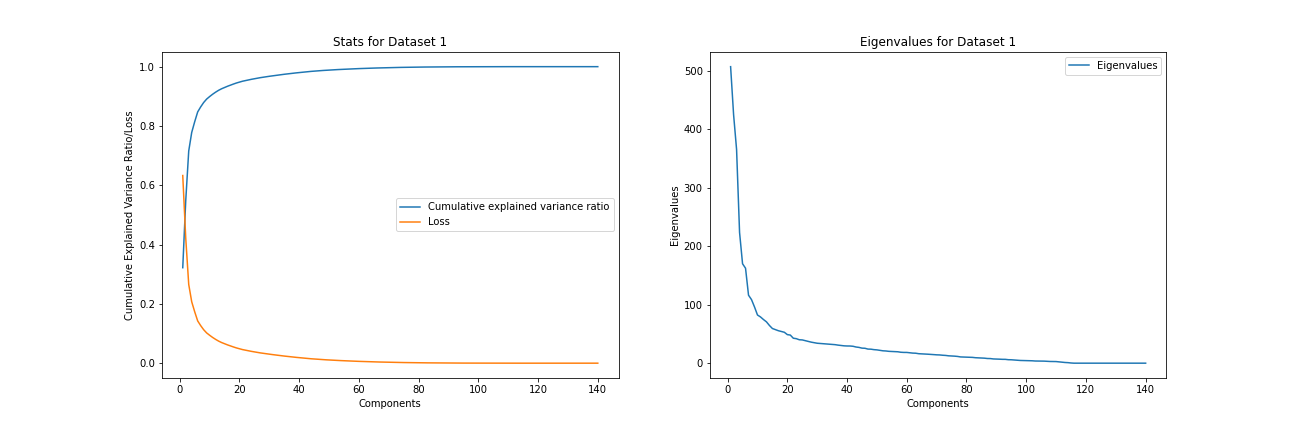 Stats for Dataset 1
Cumulative Explained Variance Ratio/Loss
1.0
0.8
0.6
0.4
0.2
0.0
Cumulative explained variance ratio
Loss
0 20 40 60 80 100 120 140
Components
Eigenvalues for Dataset 1
Eigenvalues
500
400
300
200
100
0
Eigenvalues
0 20 40 60 80 100 120 140
Components